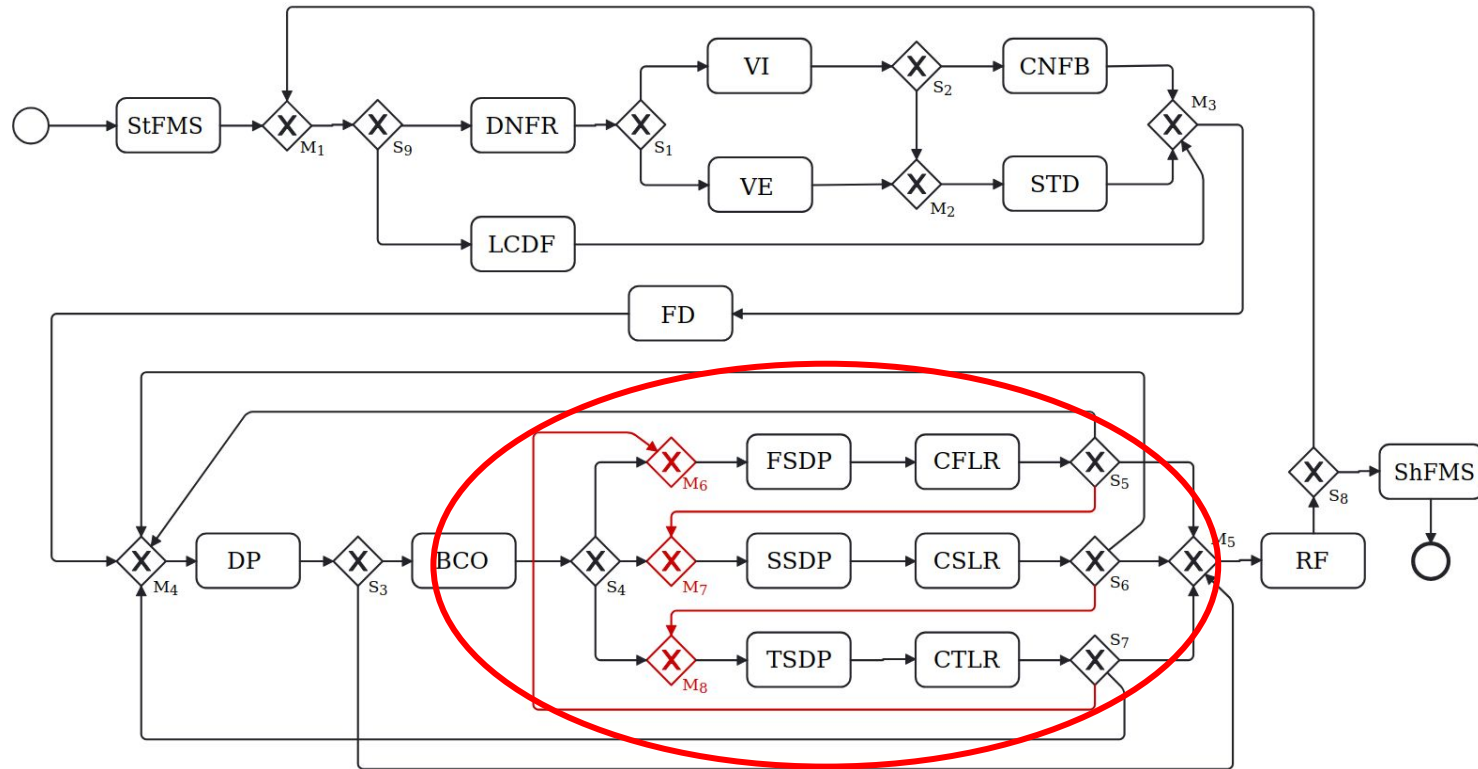 VI
X
S2
CNFB
StFMS
X
M1
X
S9
DNFR
X
S1
X
M3
VE
X
M2
STD
LCDF
FD
X
M6
FSDP
CFLR
X
S5
X
S8
ShFMS
X
M4
DP
X
S3
BCO
X
S4
X
M7
SSDP
CSLR
X
S6
X
M5
RF
X
M8
TSDP
CTLR
X
S7